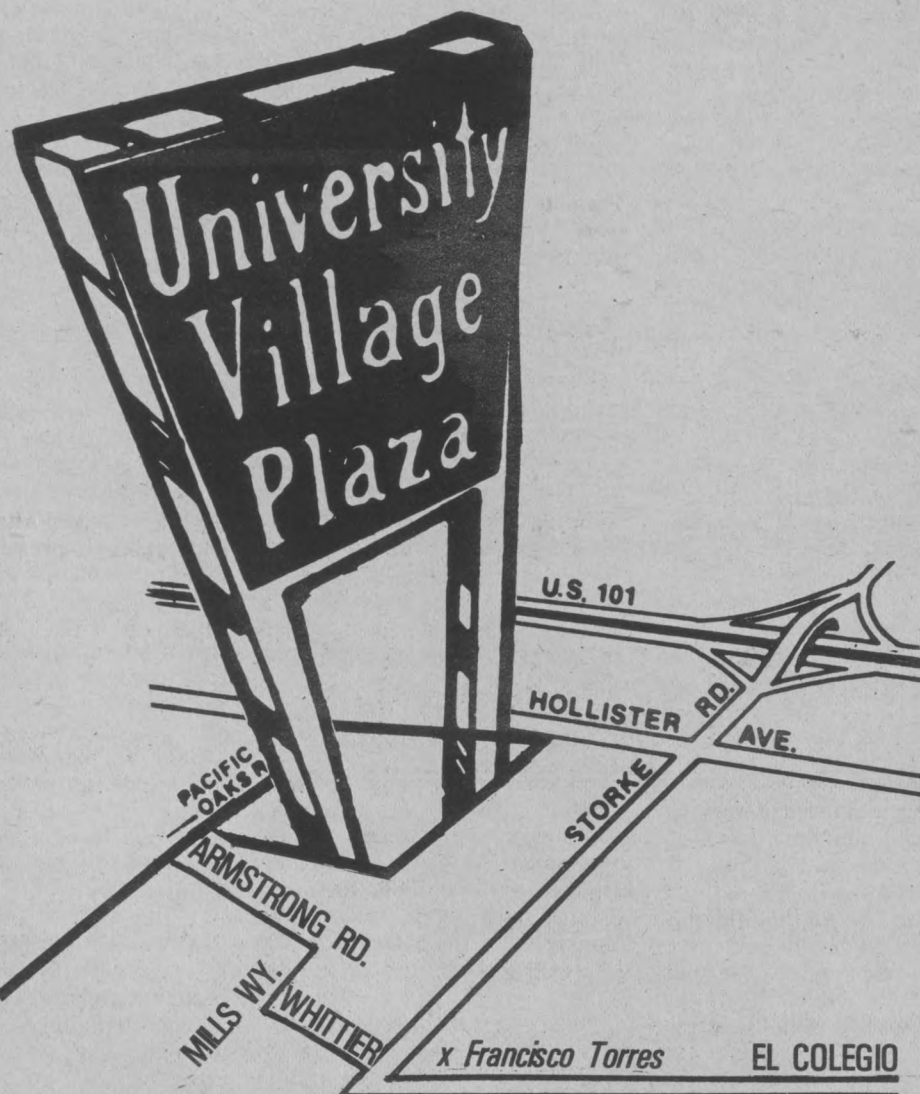 University
Village
Plaza
U.S. 101
HOLLISTER
RD.
AVE.
PACIFIC
OAKS R
STORKE
ARMSTRONG RD.
MILLS WY.
WHITTIER
x Francisco Torres
EL COLEGIO